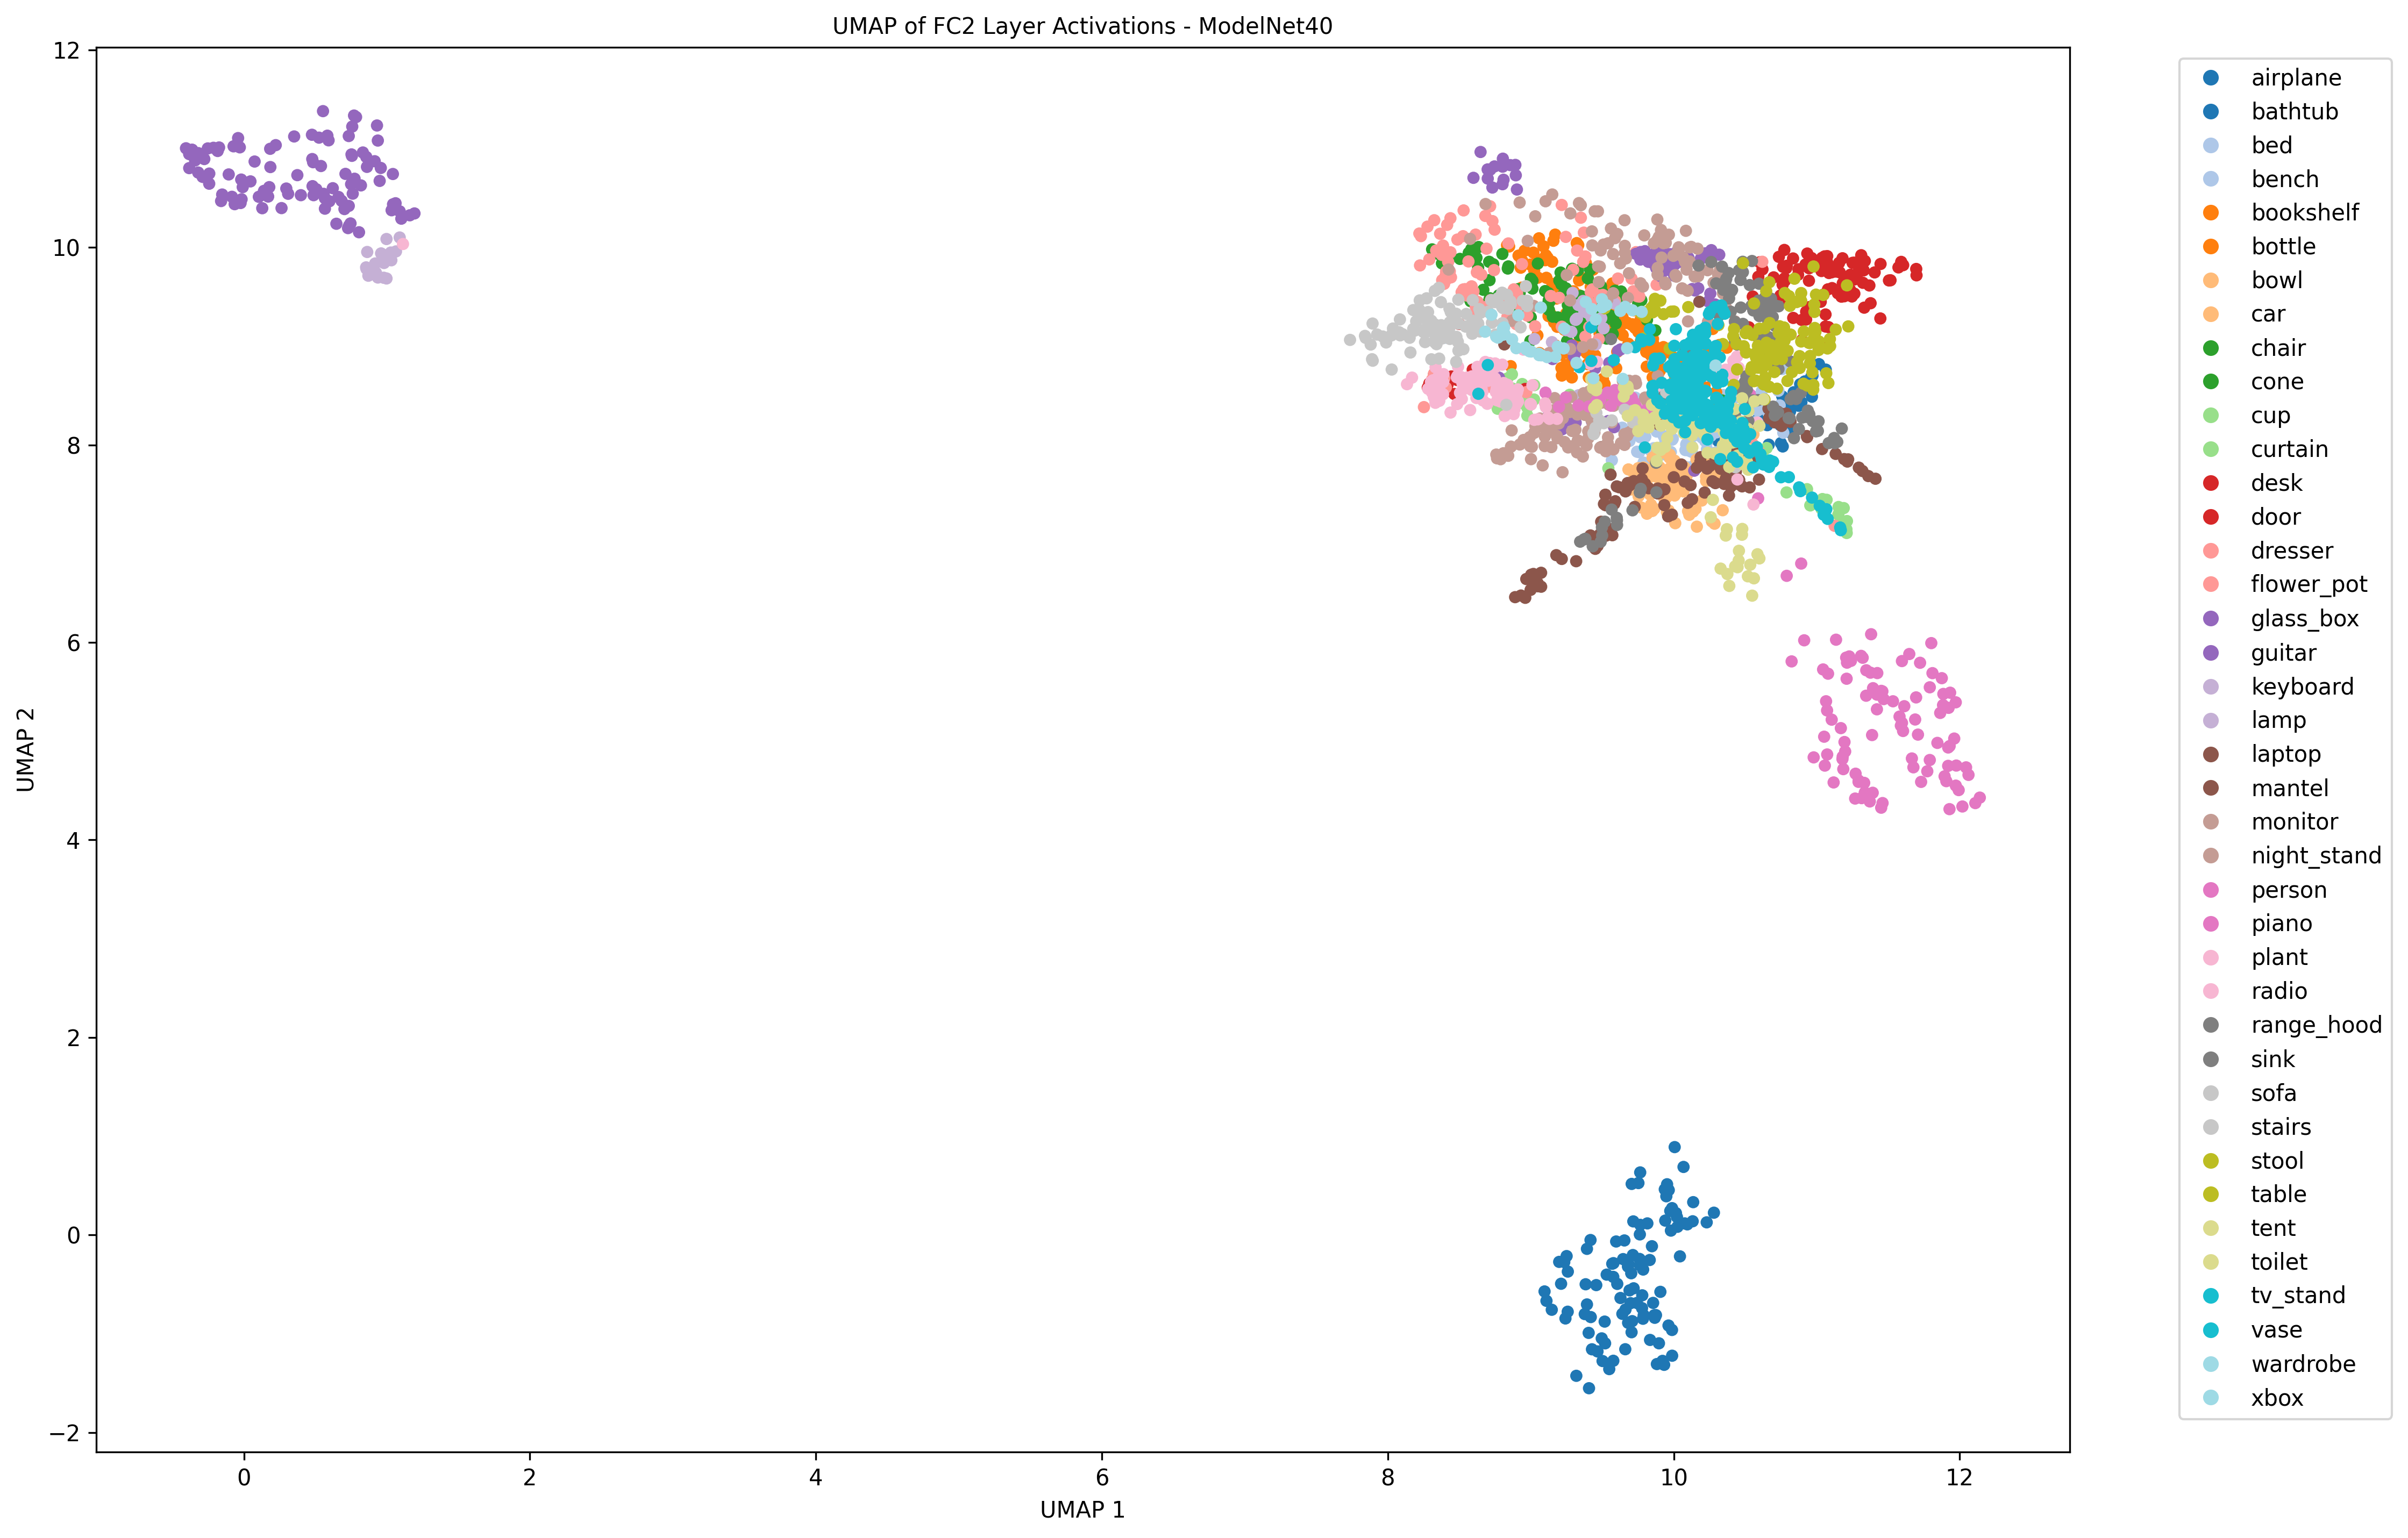 UMAP of FC2 Layer Activations - ModelNet40
12
10
8
6
4
2
0
−2
UMAP 2
0
2
4
6
8
10
12
UMAP 1
airplane
bathtub
bed
bench
bookshelf
bottle
bowl
car
chair
cone
cup
curtain
desk
door
dresser
flower_pot
glass_box
guitar
keyboard
lamp
laptop
mantel
monitor
night_stand
person
piano
plant
radio
range_hood
sink
sofa
stairs
stool
table
tent
toilet
tv_stand
vase
wardrobe
xbox